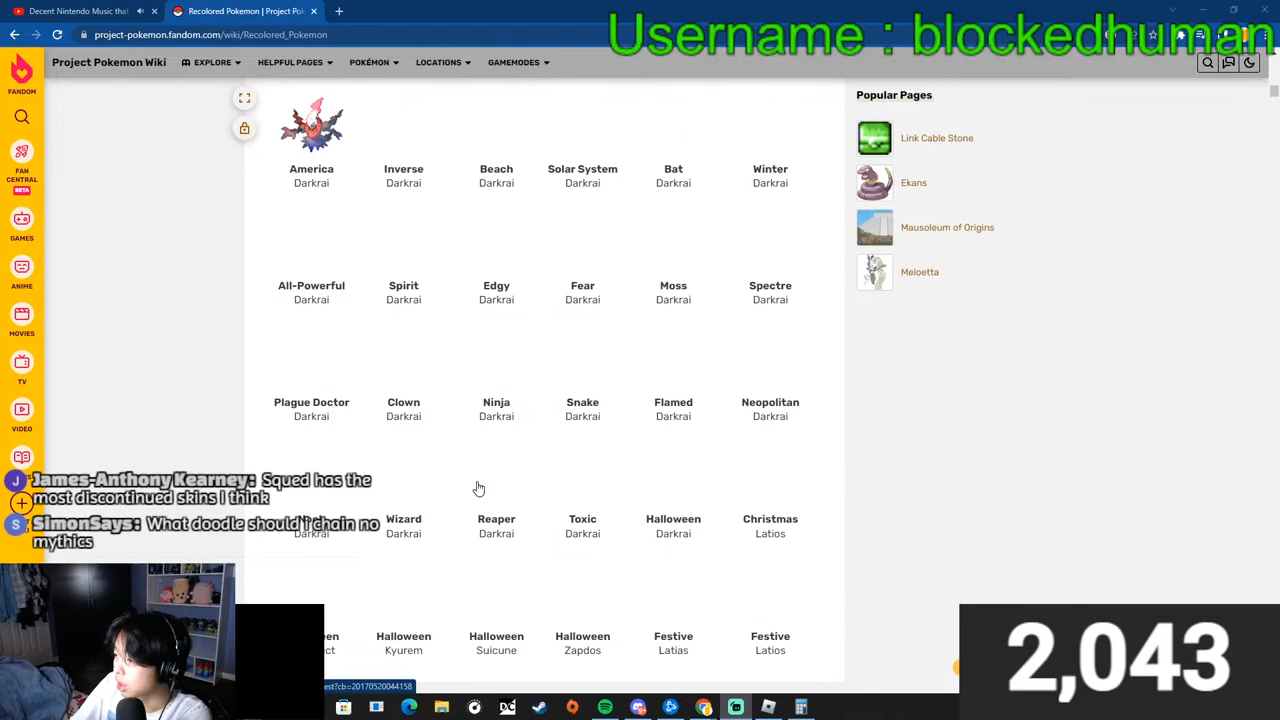 Decent Nintendo Music that
Recolored Pokemon | Project Pok
project-pokemon.fandom.com/wiki/Recolored_Pokemon
Username : blockedhuman
Project Pokemon Wiki
EXPLORE
HELPFUL PAGES
POKÉMON
LOCATIONS
GAMEMODES
FANDOM
FAN
CENTRAL
BETA
GAMES
ANIME
MOVIES
TV
VIDEO
America
Darkrai
Inverse
Darkrai
Beach
Darkrai
Solar System
Darkrai
Bat
Darkrai
Winter
Darkrai
All-Powerful
Darkrai
Spirit
Darkrai
Edgy
Darkrai
Fear
Darkrai
Moss
Darkrai
Spectre
Darkrai
Plague Doctor
Darkrai
Clown
Darkrai
Ninja
Darkrai
Snake
Darkrai
Flamed
Darkrai
Neopolitan
Darkrai
Darkrai
Wizard
Darkrai
Reaper
Darkrai
Toxic
Darkrai
Halloween
Darkrai
Christmas
Latios
Halloween
Kyurem
Halloween
Suicune
Halloween
Zapdos
Festive
Latias
Festive
Latios
Popular Pages
Link Cable Stone
Ekans
Mausoleum of Origins
Meloetta
J James-Anthony Kearney: Squed has the
most discontinued skins I think
S SimonSays: What doodle should I chain no
mythics
est?cb=20170520044158
2,043